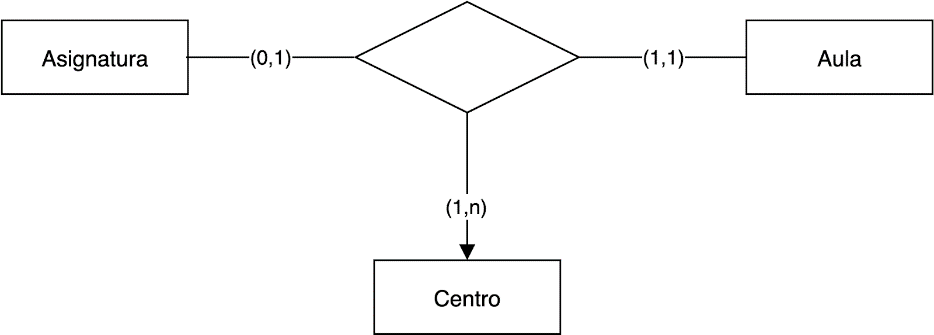 Asignatura
(0,1)
(1,1)
Aula
(1,n)
Centro